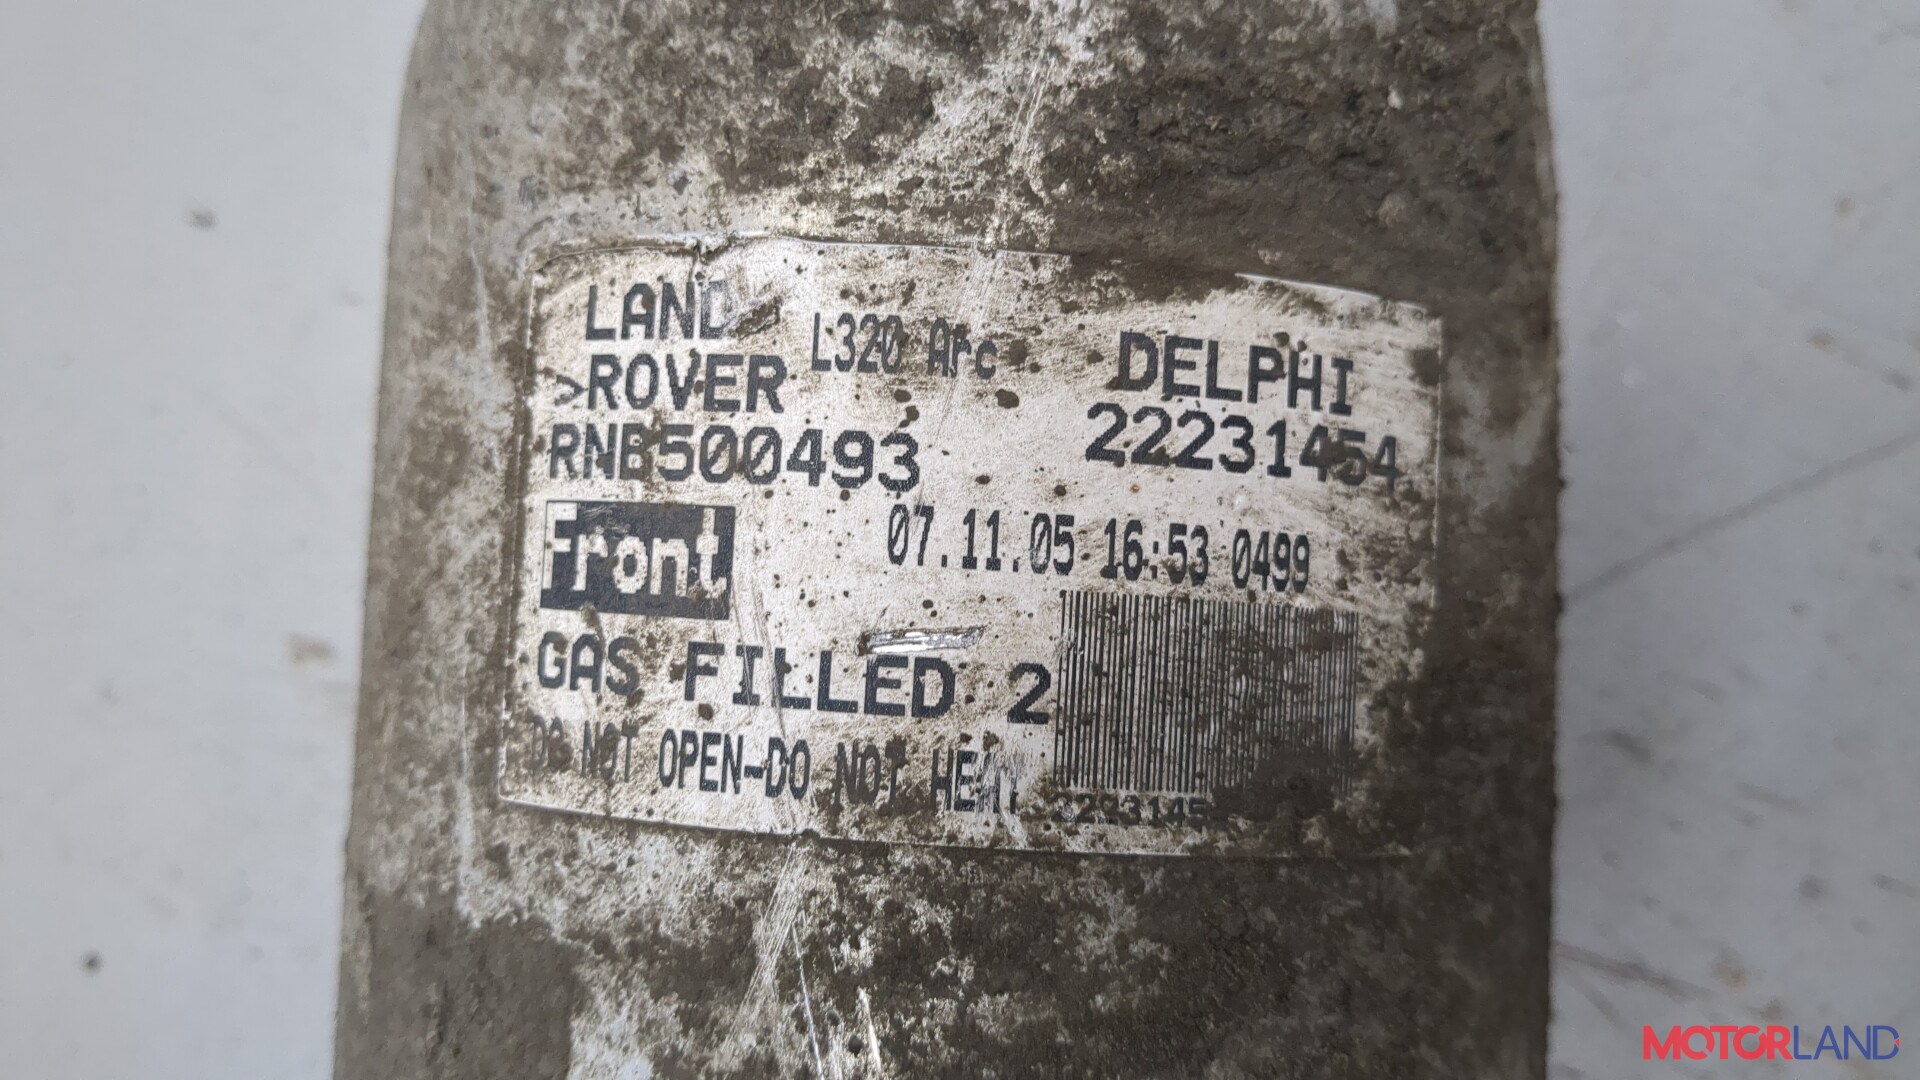 LAND
>ROVER
L320 Arc
RNB500493
DELPHI
22231454
Front
07.11.05 16:53 0499
GAS FILLED 2
DO NOT OPEN-DO NOT HEAT
MOTORLAND